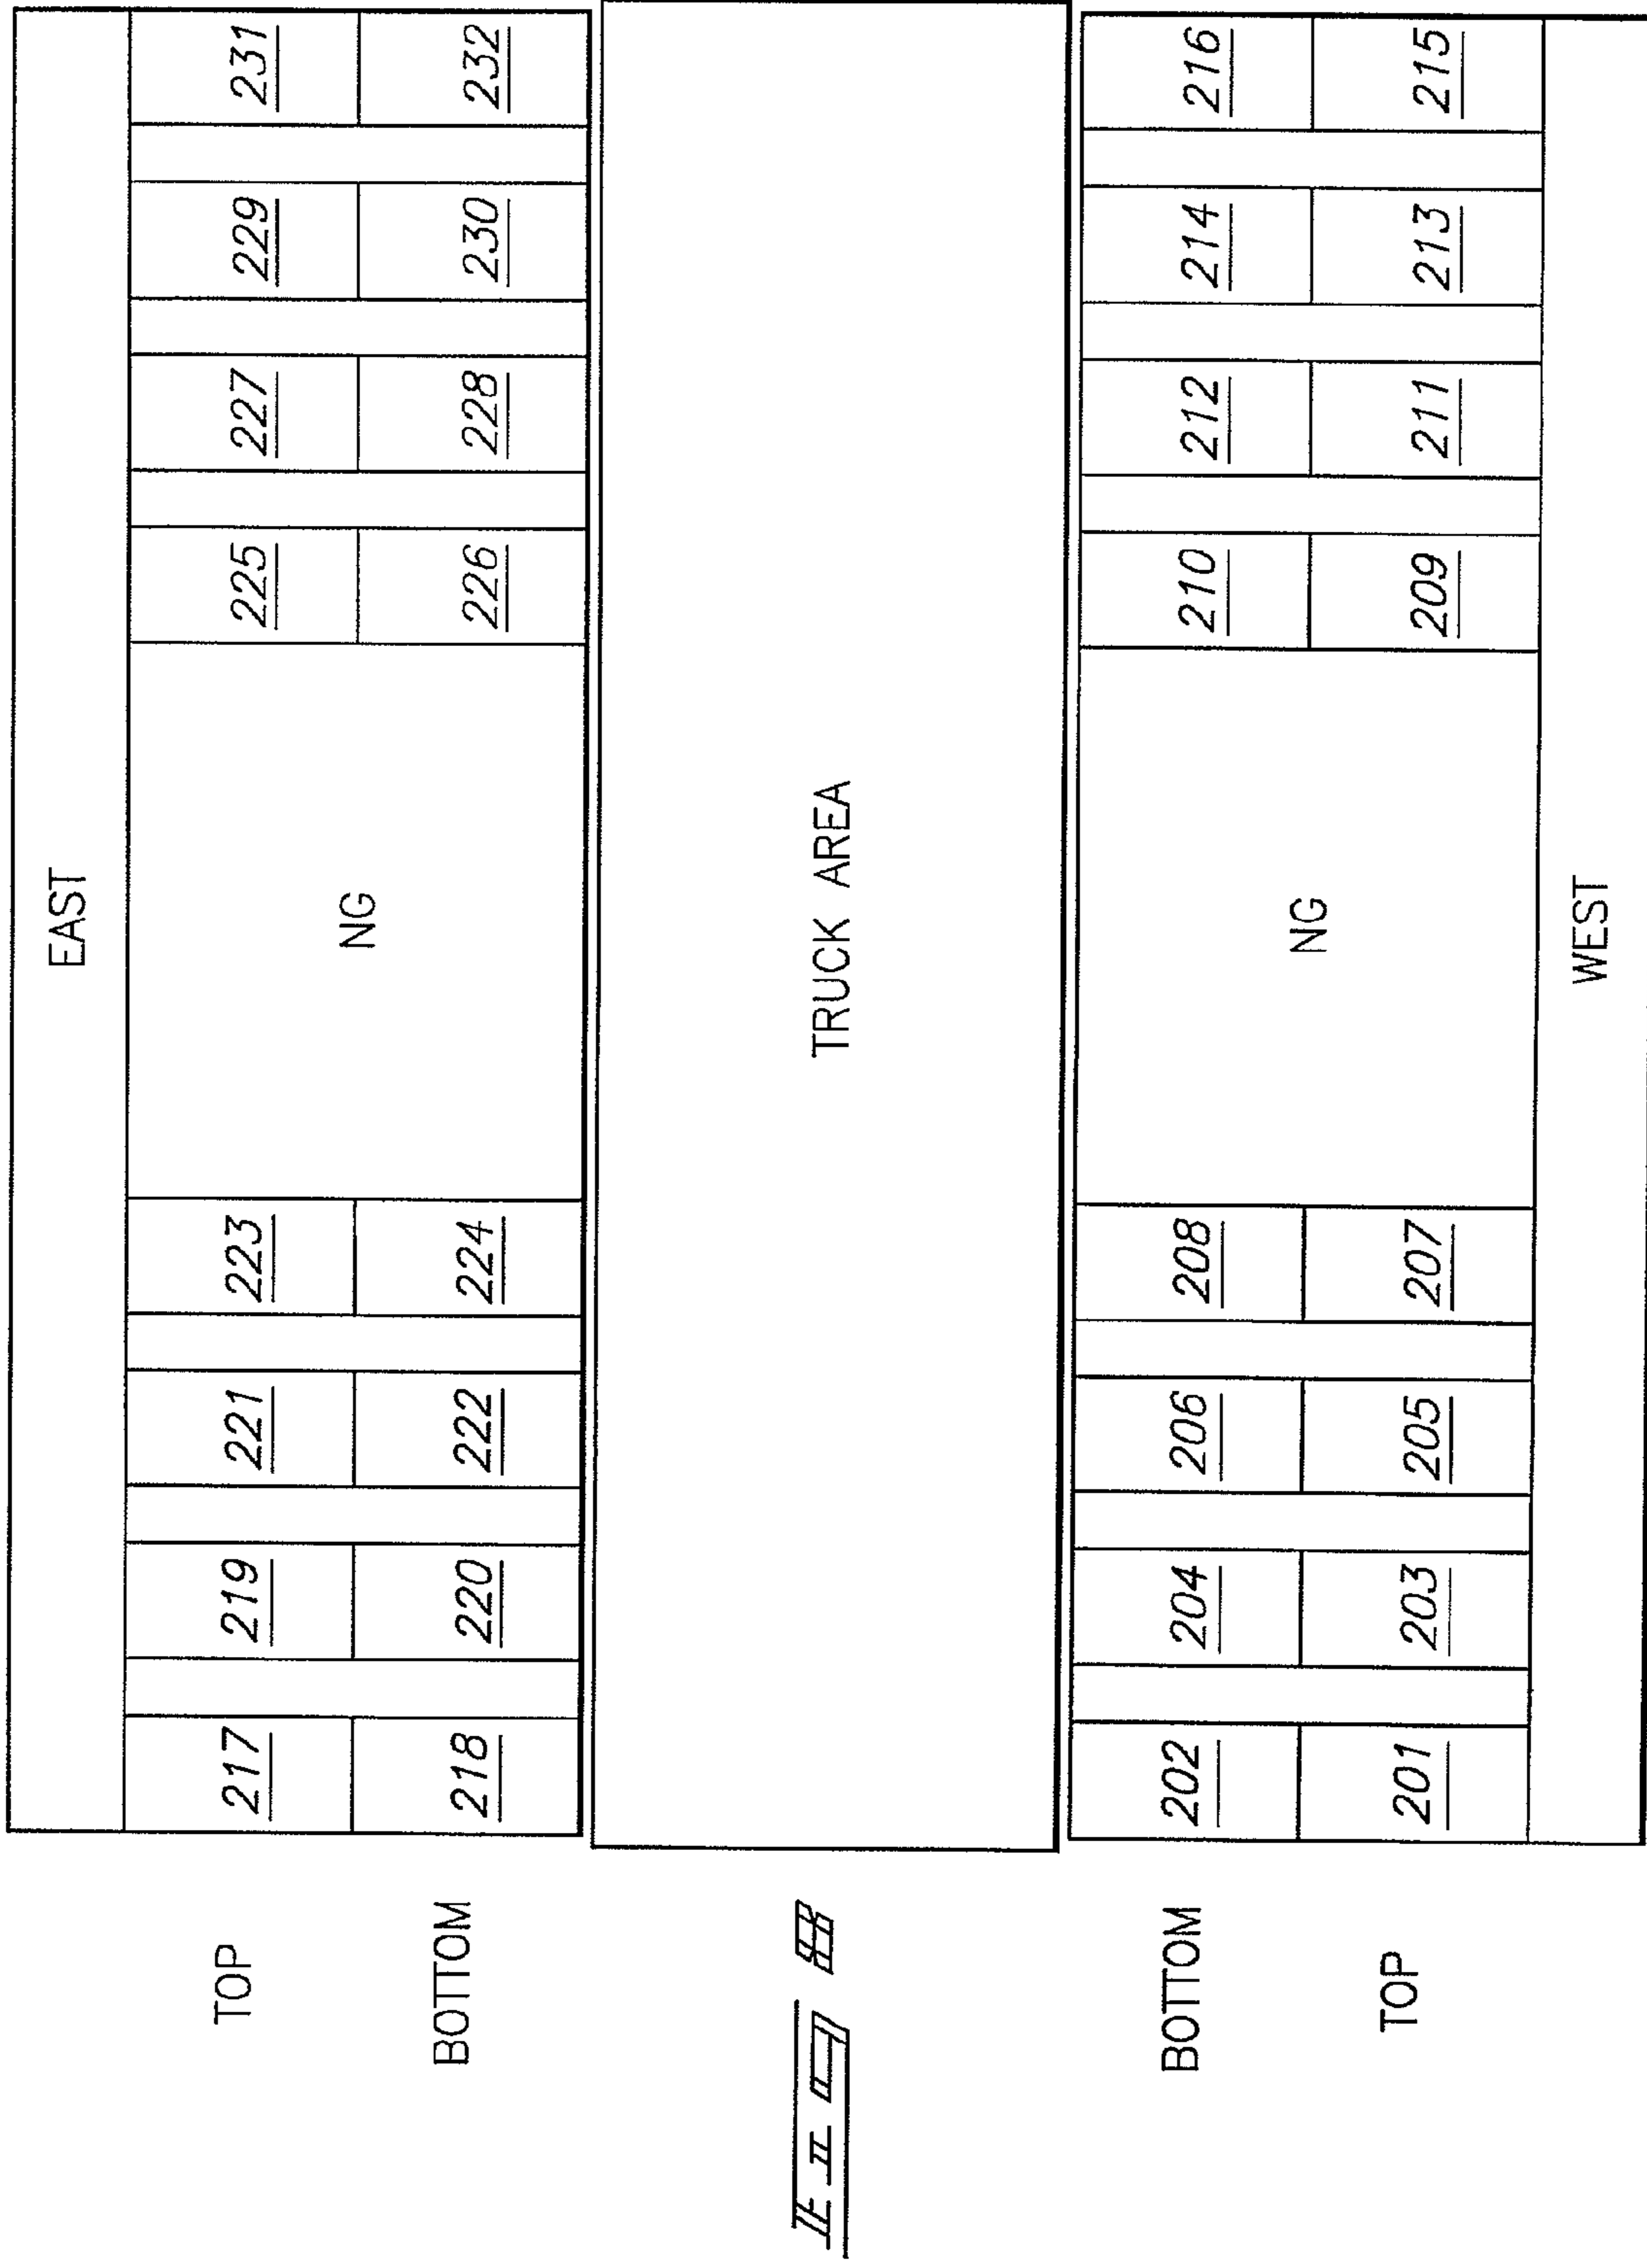 EAST
TOP 217 219 221 223 225 227 229 231
NG
BOTTOM 218 220 222 224 226 228 230 232
Fig. 8 TRUCK AREA
BOTTOM 202 204 206 208 210 212 214 216
NG
TOP 201 203 205 207 209 211 213 215
WEST